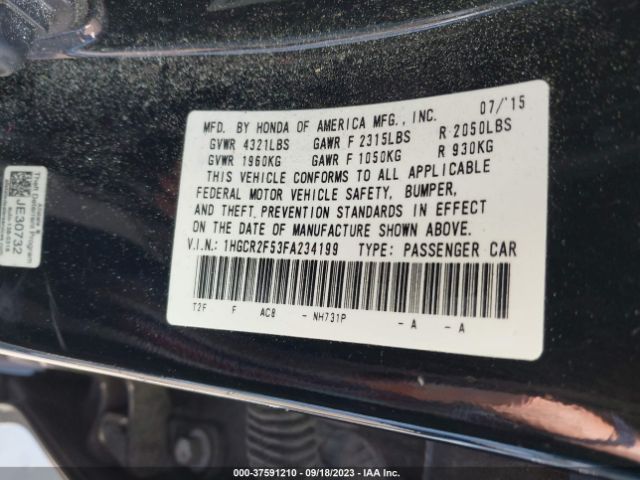 MFD. BY HONDA OF AMERICA MFG., INC. 07/'15
GVWR 4321LBS GAWR F 2315LBS R 2050LBS
GVWR 1960KG GAWR F 1050KG R 930KG
THIS VEHICLE CONFORMS TO ALL APPLICABLE
FEDERAL MOTOR VEHICLE SAFETY, BUMPER,
AND THEFT PREVENTION STANDARDS IN EFFECT
ON THE DATE OF MANUFACTURE SHOWN ABOVE.
V.I.N.: 1HGCR2F53FA234199 TYPE: PASSENGER CAR
T2F F AC8 - NH731P - A - A
Theft
Deterrence Program
JE30732
000-37591210 | 09/18/2023 | IAA Inc.